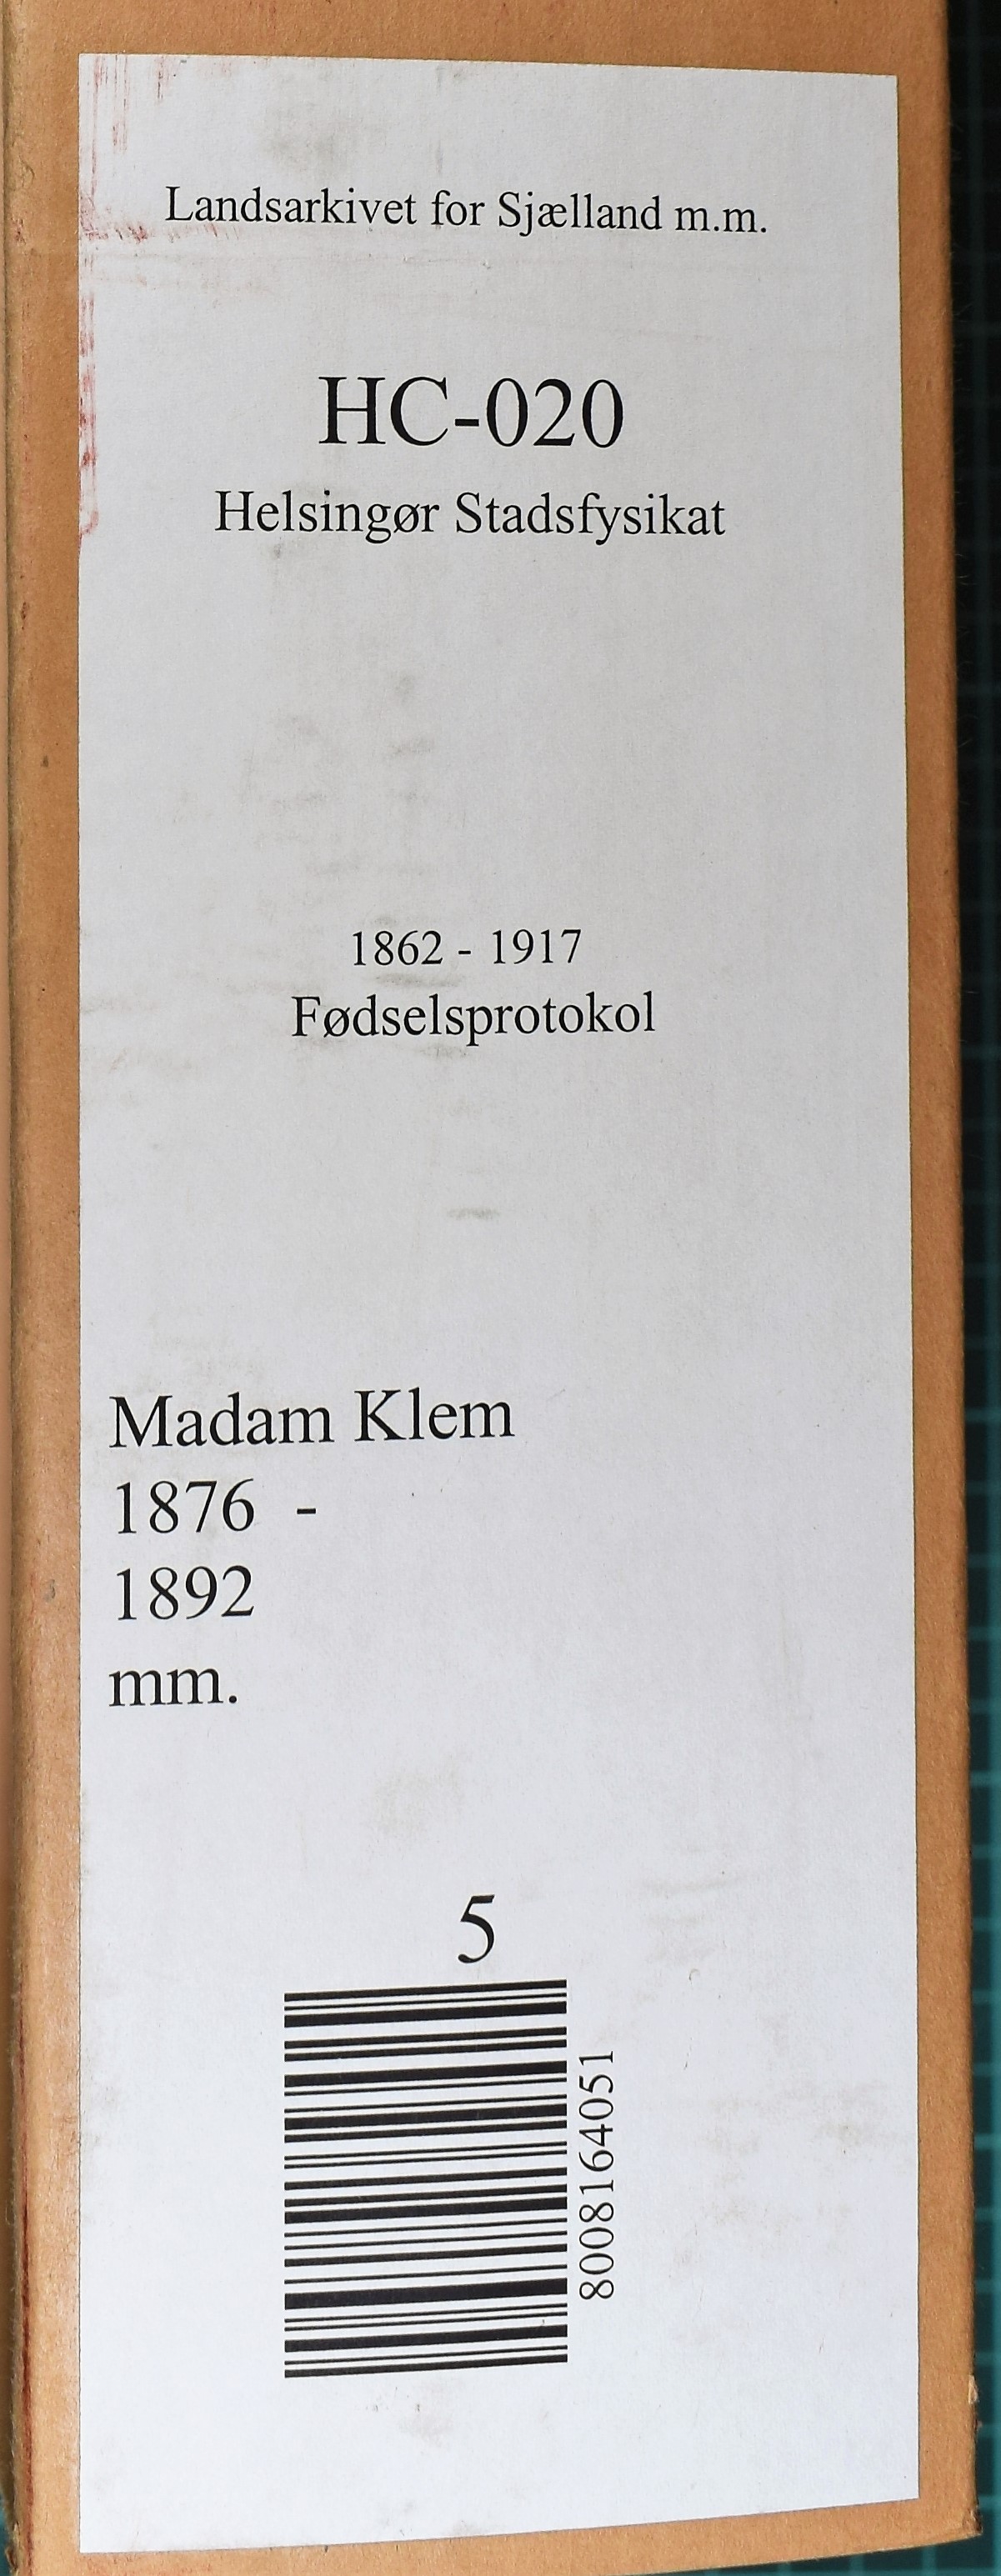 Landsarkivet for Sjælland m.m.
HC-020
Helsingør Stadsfysikat
1862 - 1917
Fødselsprotokol
Madam Klem
1876 -
1892
mm.
5
8008164051